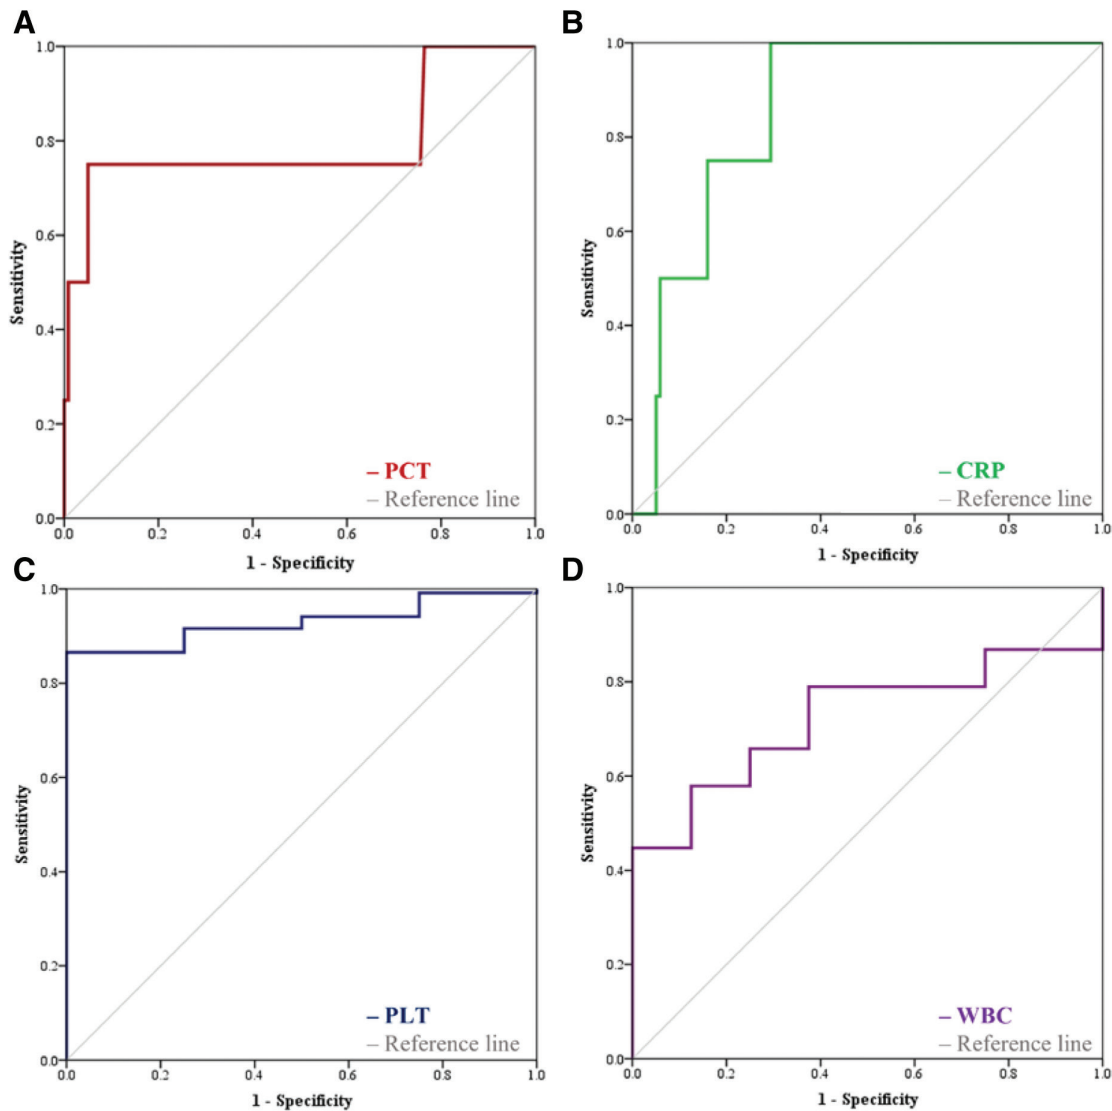 A
1.0
0.8
0.6
0.4
0.2
0.0
Sensitivity
0.0 0.2 0.4 0.6 0.8 1.0
1 - Specificity
– PCT
– Reference line
B
1.0
0.8
0.6
0.4
0.2
0.0
Sensitivity
0.0 0.2 0.4 0.6 0.8 1.0
1 - Specificity
– CRP
– Reference line
C
1.0
0.8
0.6
0.4
0.2
0.0
Sensitivity
0.0 0.2 0.4 0.6 0.8 1.0
1 - Specificity
– PLT
– Reference line
D
1.0
0.8
0.6
0.4
0.2
0.0
Sensitivity
0.0 0.2 0.4 0.6 0.8 1.0
1 - Specificity
– WBC
– Reference line